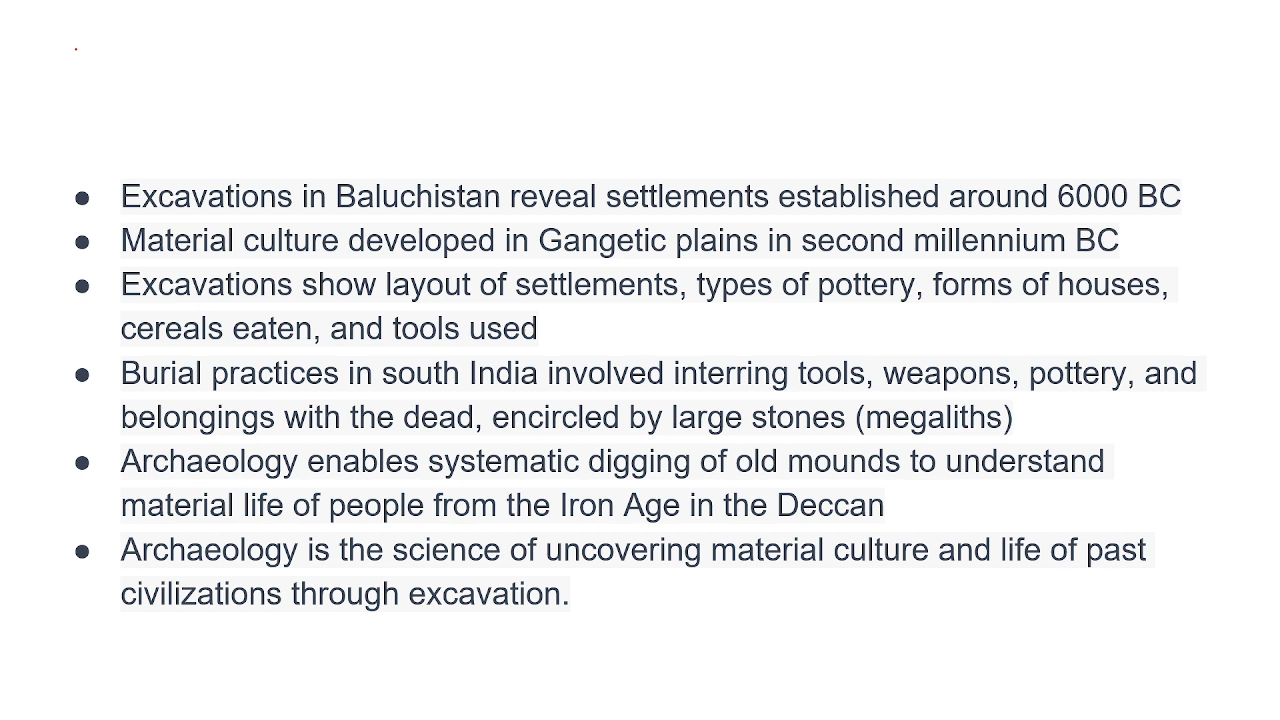 ● Excavations in Baluchistan reveal settlements established around 6000 BC
● Material culture developed in Gangetic plains in second millennium BC
● Excavations show layout of settlements, types of pottery, forms of houses,
cereals eaten, and tools used
● Burial practices in south India involved interring tools, weapons, pottery, and
belongings with the dead, encircled by large stones (megaliths)
● Archaeology enables systematic digging of old mounds to understand
material life of people from the Iron Age in the Deccan
● Archaeology is the science of uncovering material culture and life of past
civilizations through excavation.